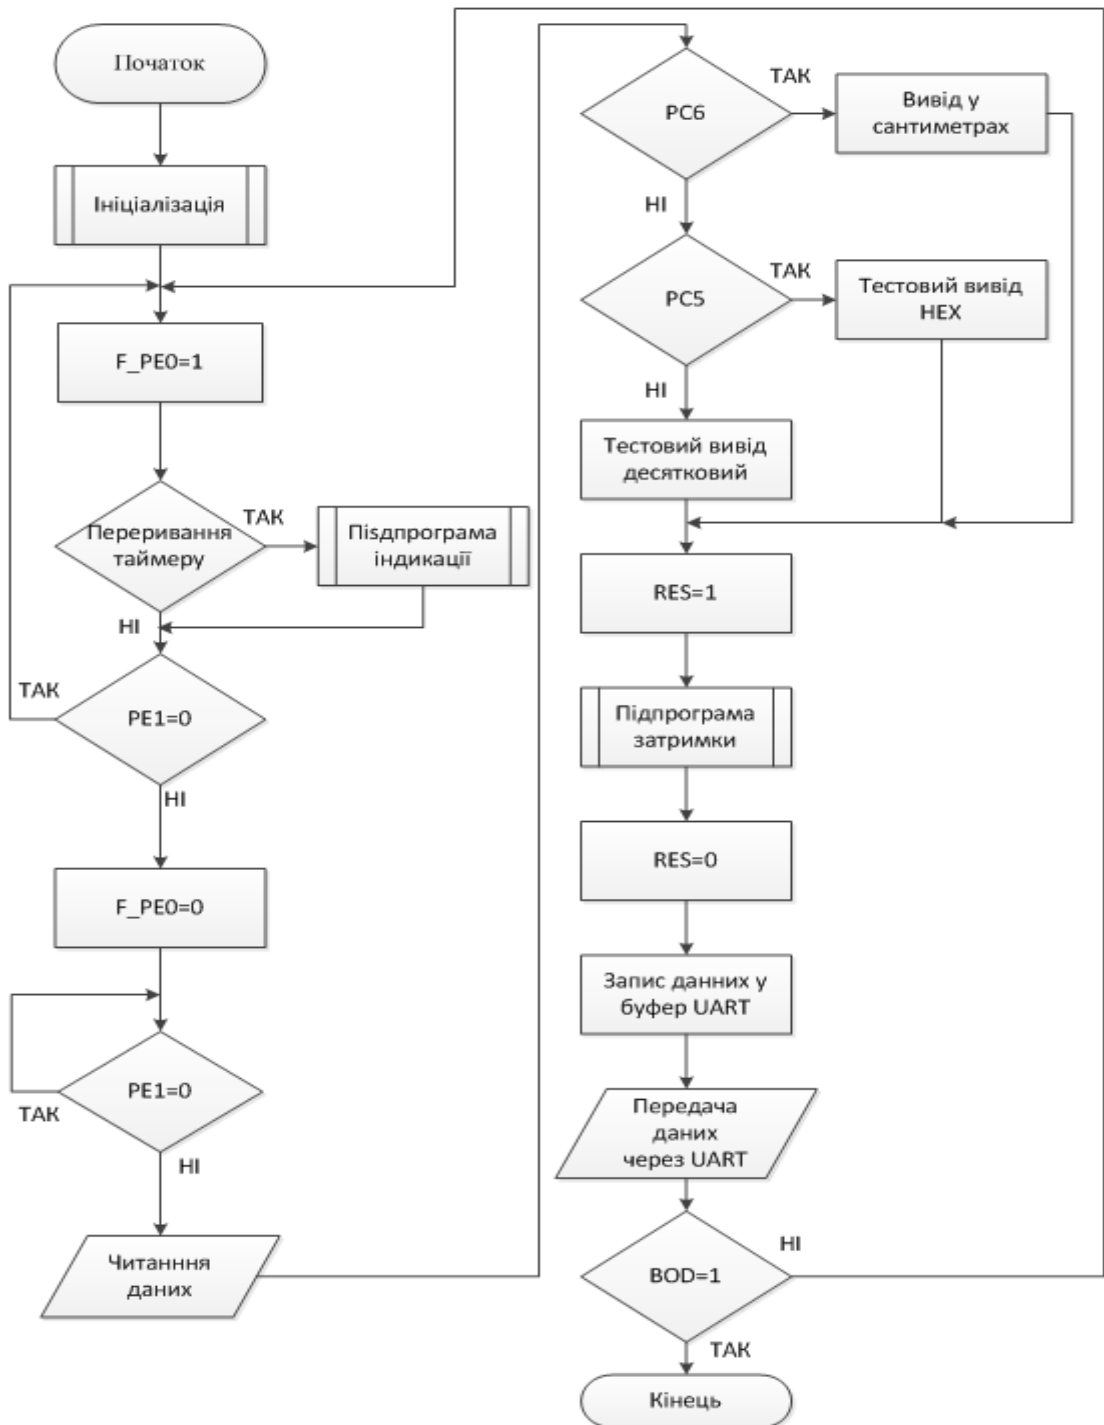 Початок
Ініціалізація
F_PE0=1
Переривання
таймеру
ТАК
Піsдпрограма
індикації
НІ
ТАК
PE1=0
НІ
F_PE0=0
PE1=0
ТАК
НІ
Читанння
даних
PC6
ТАК
Вивід у
сантиметрах
НІ
PC5
ТАК
Тестовий вивід
HEX
НІ
Тестовий вивід
десятковий
RES=1
Підпрограма
затримки
RES=0
Запис данних у
буфер UART
Передача
даних
через UART
BOD=1
НІ
ТАК
Кінець